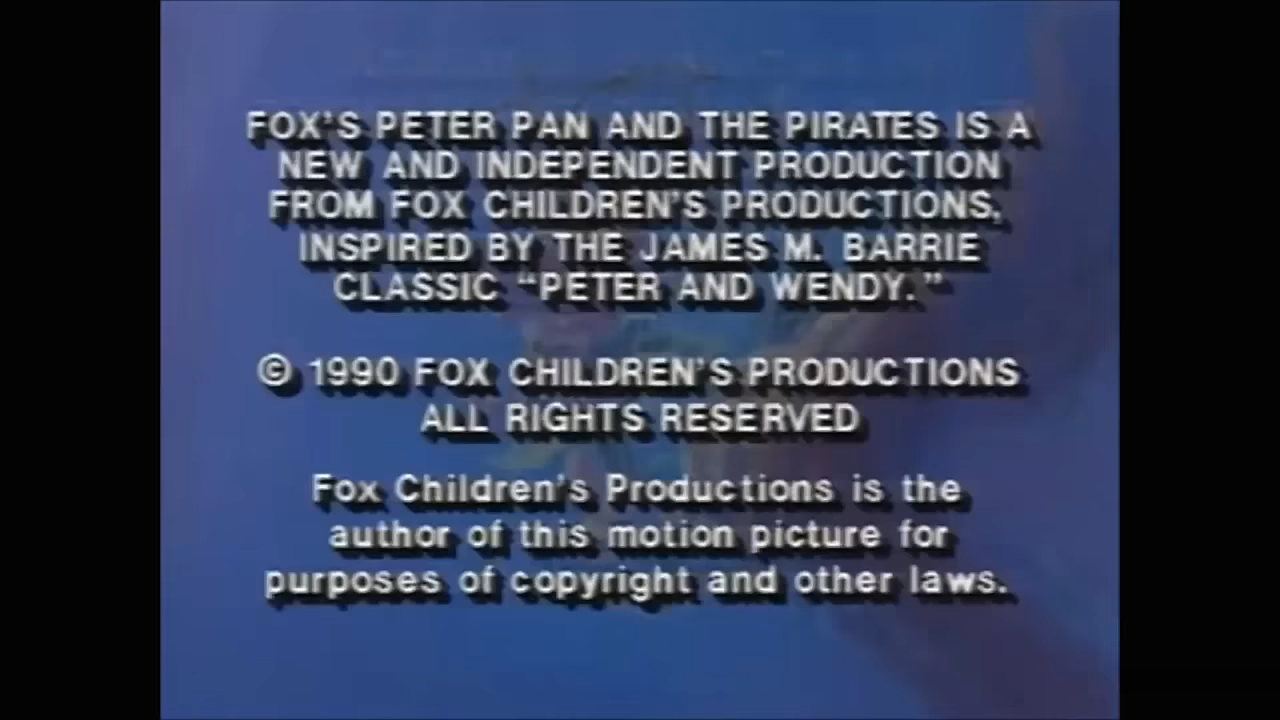 FOX'S PETER PAN AND THE PIRATES IS A
NEW AND INDEPENDENT PRODUCTION
FROM FOX CHILDREN'S PRODUCTIONS,
INSPIRED BY THE JAMES M. BARRIE
CLASSIC “PETER AND WENDY.”
© 1990 FOX CHILDREN'S PRODUCTIONS
ALL RIGHTS RESERVED
Fox Children's Productions is the
author of this motion picture for
purposes of copyright and other laws.